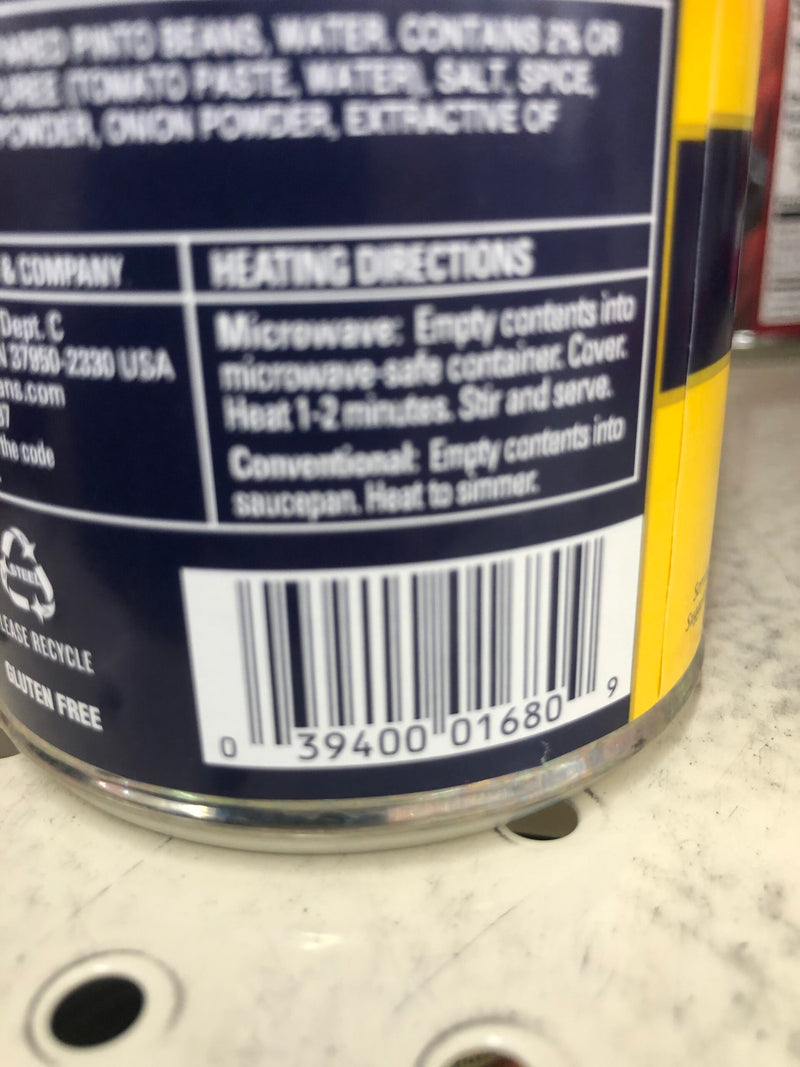 PINTO BEANS, WATER. CONTAINS 2% OR
(TOMATO PASTE, WATER), SALT, SPICE,
POWDER, ONION POWDER, EXTRACTIVE OF
& COMPANY
Dept. C
37950-2330 USA
ans.com
the code
HEATING DIRECTIONS
Microwave: Empty contents into
microwave-safe container. Cover.
Heat 1-2 minutes. Stir and serve.
Conventional: Empty contents into
saucepan. Heat to simmer.
STEEL
LEASE RECYCLE
GLUTEN FREE
0 39400 01680 9